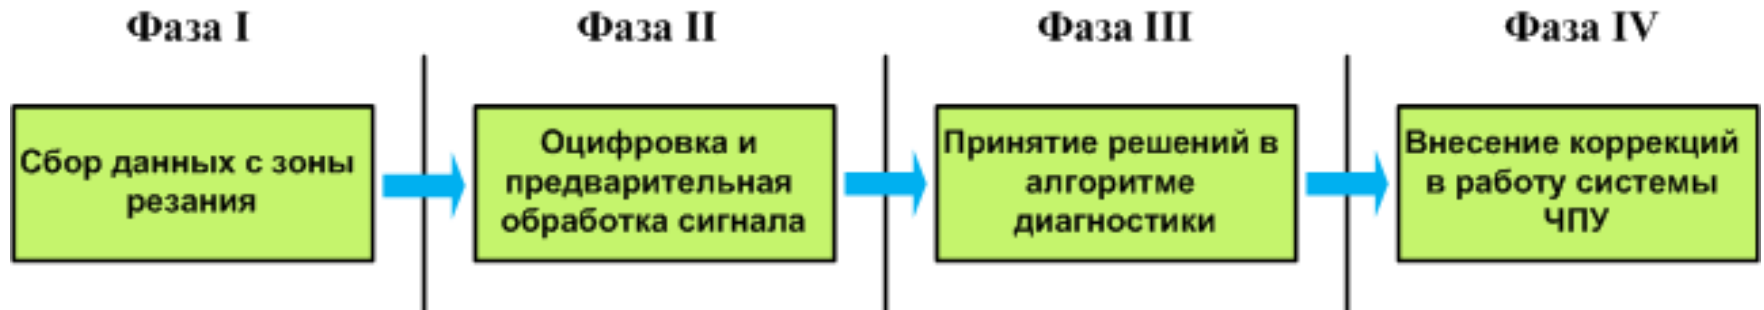 Фаза I
Фаза II
Фаза III
Фаза IV
Сбор данных с зоны
резания
Оцифровка и
предварительная
обработка сигнала
Принятие решений в
алгоритме
диагностики
Внесение коррекций
в работу системы
ЧПУ